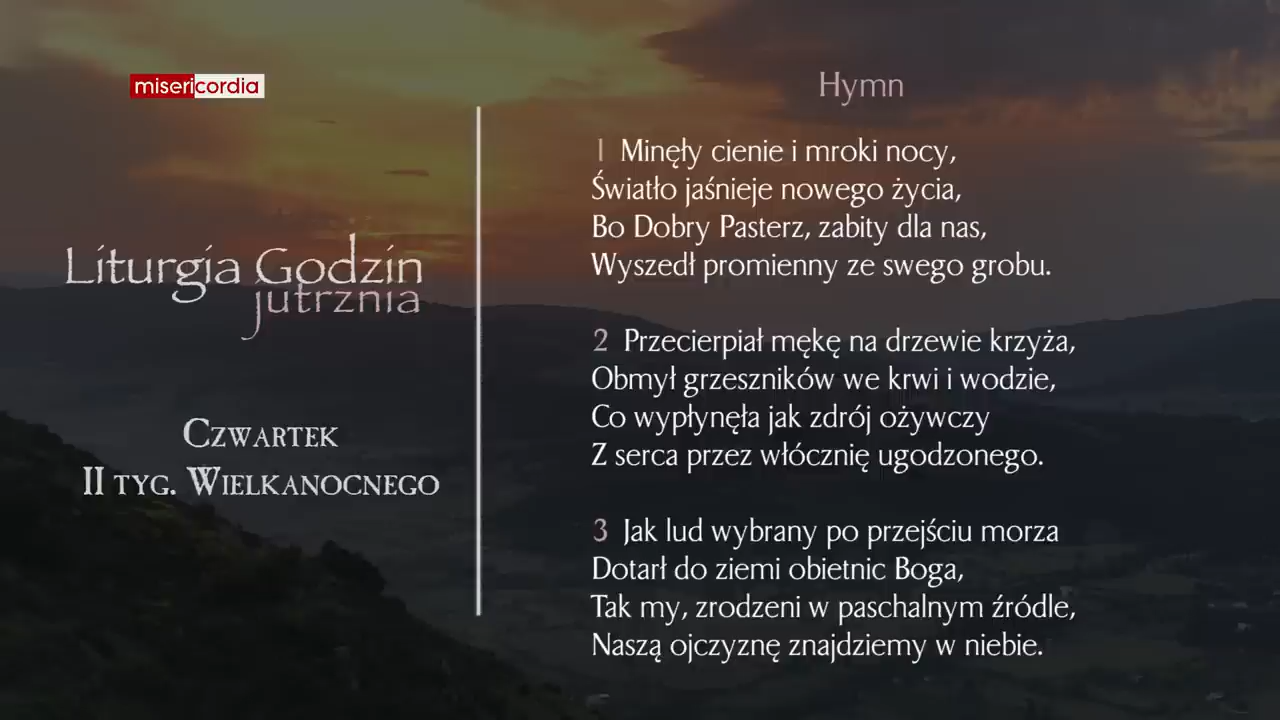 misericordia
Liturgia Godzin
jutrznia
Czwartek
II tyg. Wielkanocnego
Hymn
1 Minęły cienie i mroki nocy,
Światło jaśnieje nowego życia,
Bo Dobry Pasterz, zabity dla nas,
Wyszedł promienny ze swego grobu.
2 Przecierpiał mękę na drzewie krzyża,
Obmył grzeszników we krwi i wodzie,
Co wypłynęła jak zdrój ożywczy
Z serca przez włócznię ugodzonego.
3 Jak lud wybrany po przejściu morza
Dotarł do ziemi obietnic Boga,
Tak my, zrodzeni w paschalnym źródle,
Naszą ojczyznę znajdziemy w niebie.